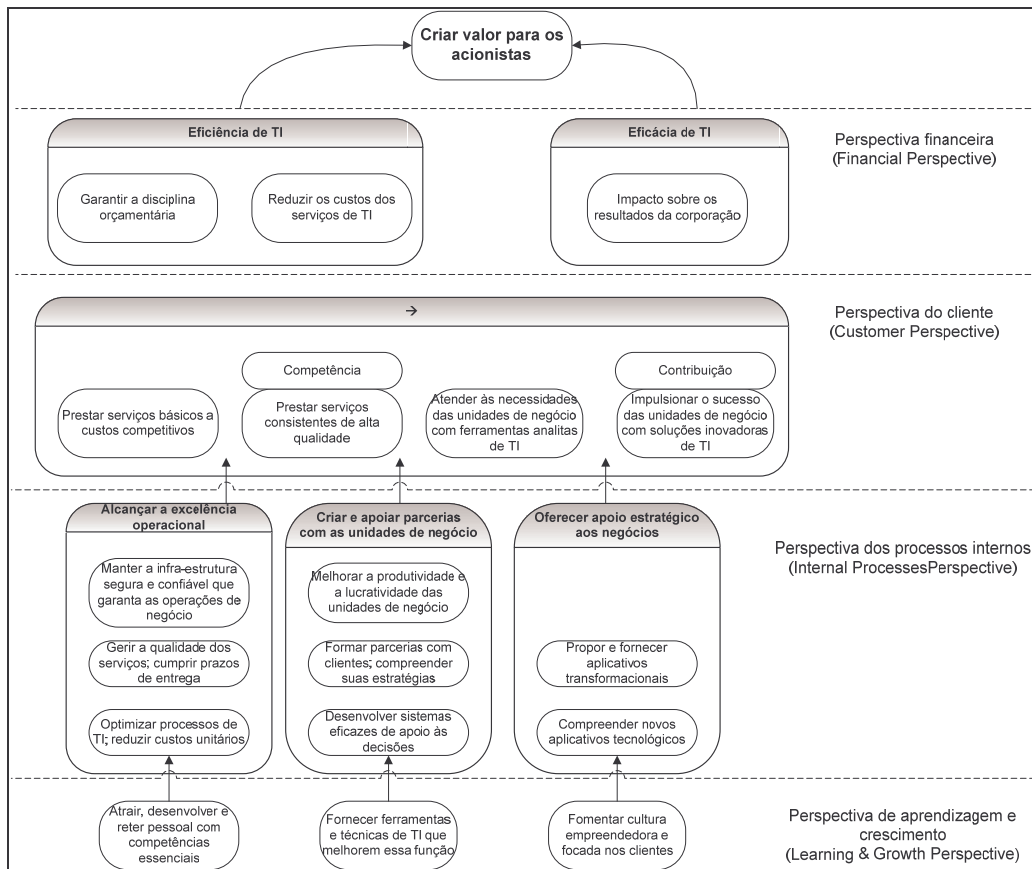 Criar valor para os
acionistas
Eficiência de TI
Eficácia de TI
Perspectiva financeira
(Financial Perspective)
Garantir a disciplina
orçamentária
Reduzir os custos dos
serviços de TI
Impacto sobre os
resultados da corporação
→
Perspectiva do cliente
(Customer Perspective)
Competência
Contribuição
Prestar serviços básicos a
custos competitivos
Prestar serviços
consistentes de alta
qualidade
Atender às necessidades
das unidades de negócio
com ferramentas analitas
de TI
Impulsionar o sucesso
das unidades de negócio
com soluções inovadoras
de TI
Alcançar a excelência
operacional
Criar e apoiar parcerias
com as unidades de negócio
Oferecer apoio estratégico
aos negócios
Perspectiva dos processos internos
(Internal ProcessesPerspective)
Manter a infra-estrutura
segura e confiável que
garanta as operações de
negócio
Melhorar a produtividade e
a lucratividade das
unidades de negócio
Gerir a qualidade dos
serviços; cumprir prazos
de entrega
Formar parcerias com
clientes; compreender
suas estratégias
Propor e fornecer
aplicativos
transformacionais
Optimizar processos de
TI; reduzir custos unitários
Desenvolver sistemas
eficazes de apoio às
decisões
Compreender novos
aplicativos tecnológicos
Atrair, desenvolver e
reter pessoal com
competências
essenciais
Fornecer ferramentas
e técnicas de TI que
melhorem essa função
Fomentar cultura
empreendedora e
focada nos clientes
Perspectiva de aprendizagem e
crescimento
(Learning & Growth Perspective)